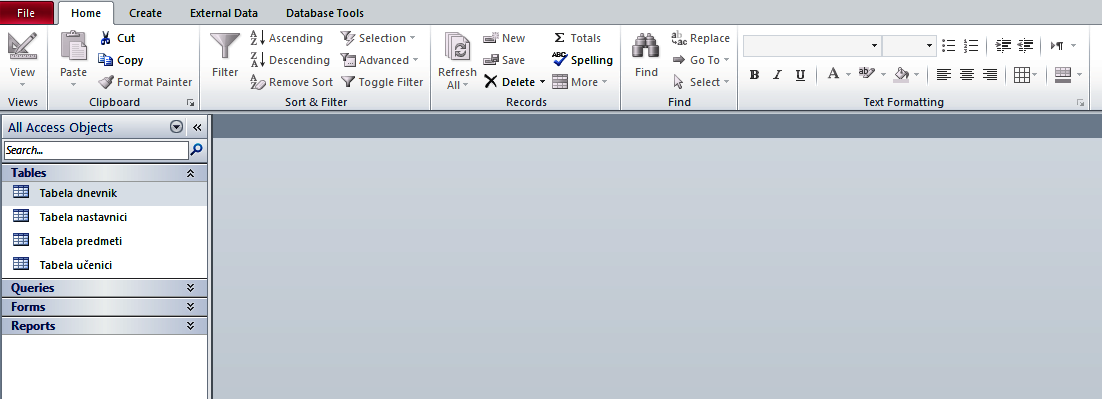 File Home Create External Data Database Tools
View
Views
Paste
Cut
Copy
Format Painter
Clipboard
Filter
Ascending
Descending
Remove Sort
Selection
Advanced
Toggle Filter
Sort & Filter
Refresh
All
New
Save
Delete
Totals
Spelling
More
Records
Find
Replace
Go To
Select
Find
B I U A
Text Formatting
All Access Objects
Search...
Tables
Tabela dnevnik
Tabela nastavnici
Tabela predmeti
Tabela učenici
Queries
Forms
Reports